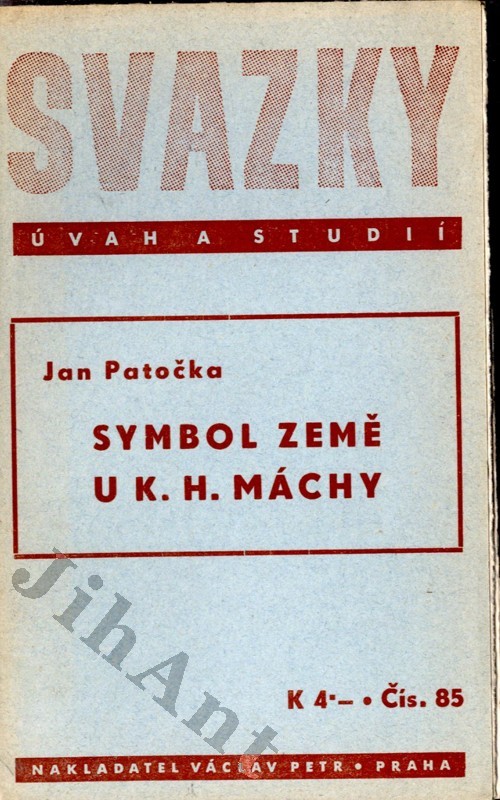 SVAZKY
ÚVAH A STUDIÍ
Jan Patočka
SYMBOL ZEMĚ
U K. H. MÁCHY
JihAnt
K 4·– • Čís. 85
NAKLADATEL VÁCLAV PETR • PRAHA